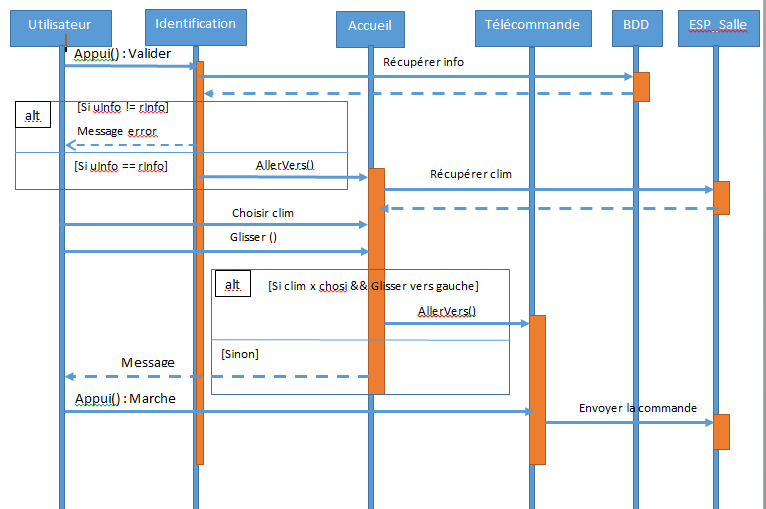 Utilisateur
Identification
Accueil
Télécommande
BDD
ESP_Salle
Appui() : Valider
Récupérer info
alt
[Si uInfo != rInfo]
Message error
[Si uInfo == rInfo]
AllerVers()
Récupérer clim
Choisir clim
Glisser ()
alt
[Si clim x chosi && Glisser vers gauche]
AllerVers()
[Sinon]
Message
Appui() : Marche
Envoyer la commande